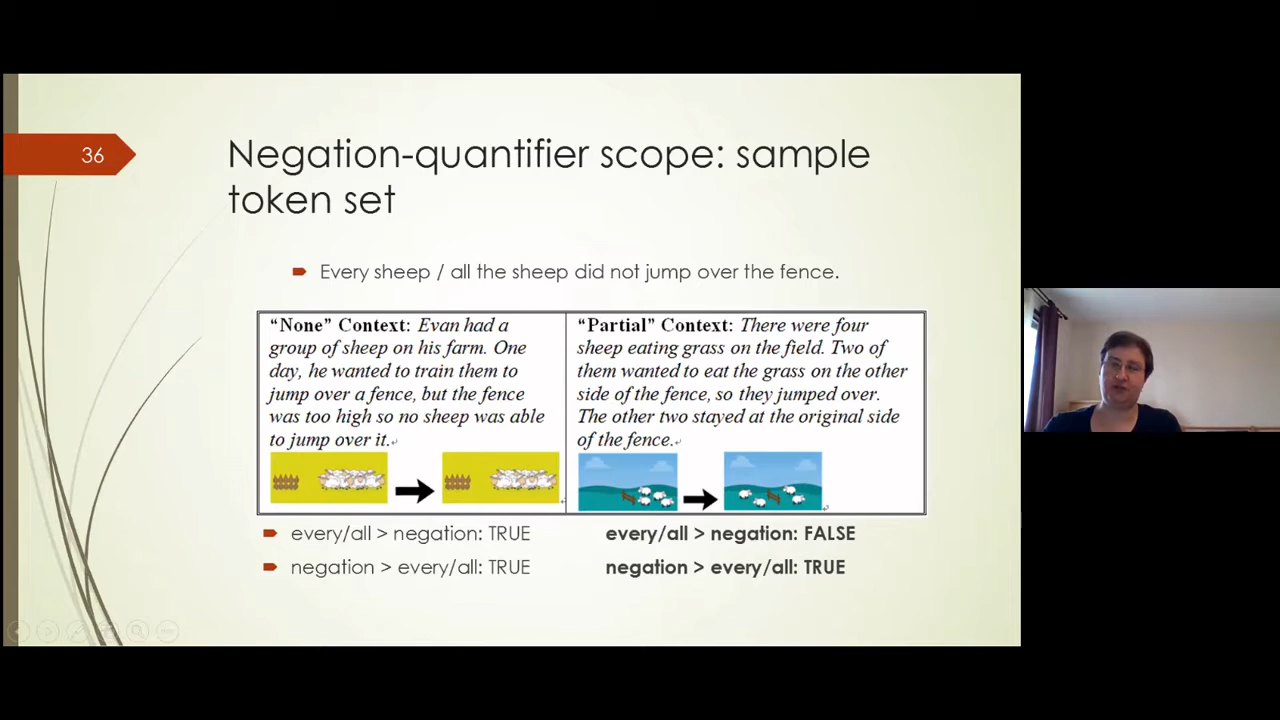 36
Negation-quantifier scope: sample
token set
Every sheep / all the sheep did not jump over the fence.
“None” Context: Evan had a
group of sheep on his farm. One
day, he wanted to train them to
jump over a fence, but the fence
was too high so no sheep was able
to jump over it.
“Partial” Context: There were four
sheep eating grass on the field. Two of
them wanted to eat the grass on the other
side of the fence, so they jumped over.
The other two stayed at the original side
of the fence.
every/all > negation: TRUE
negation > every/all: TRUE
every/all > negation: FALSE
negation > every/all: TRUE